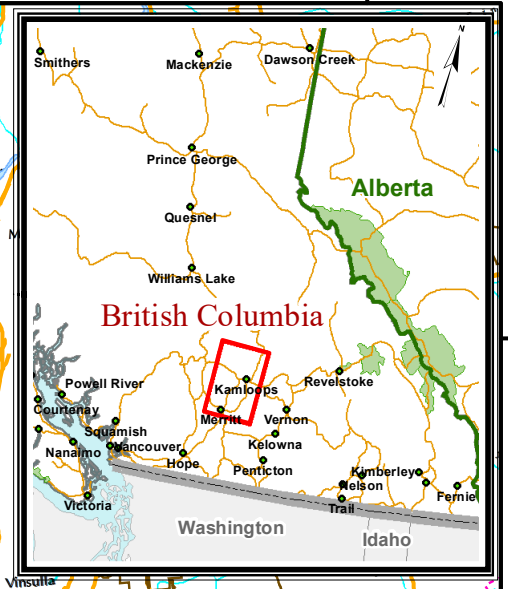 Smithers
Mackenzie
Dawson Creek
N
Prince George
Alberta
Quesnel
Williams Lake
British Columbia
Powell River
Kamloops
Revelstoke
Courtenay
Merritt
Vernon
Squamish
Vancouver
Kelowna
Nanaimo
Hope
Penticton
Kimberley
Nelson
Fernie
Victoria
Trail
Washington
Idaho
Vinsulla